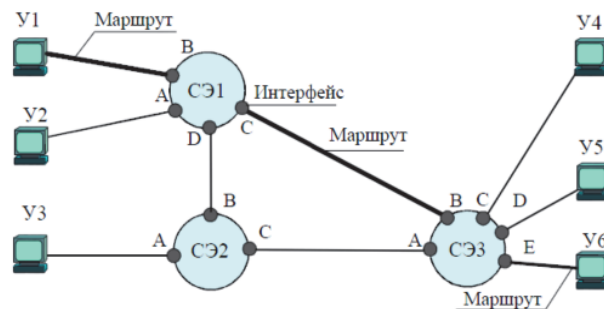 У1
Маршрут
У4
B
СЭ1
Интерфейс
A
У2
C
D
Маршрут
У5
У3
B
B
C
D
A
СЭ2
C
A
СЭ3
E
У6
Маршрут